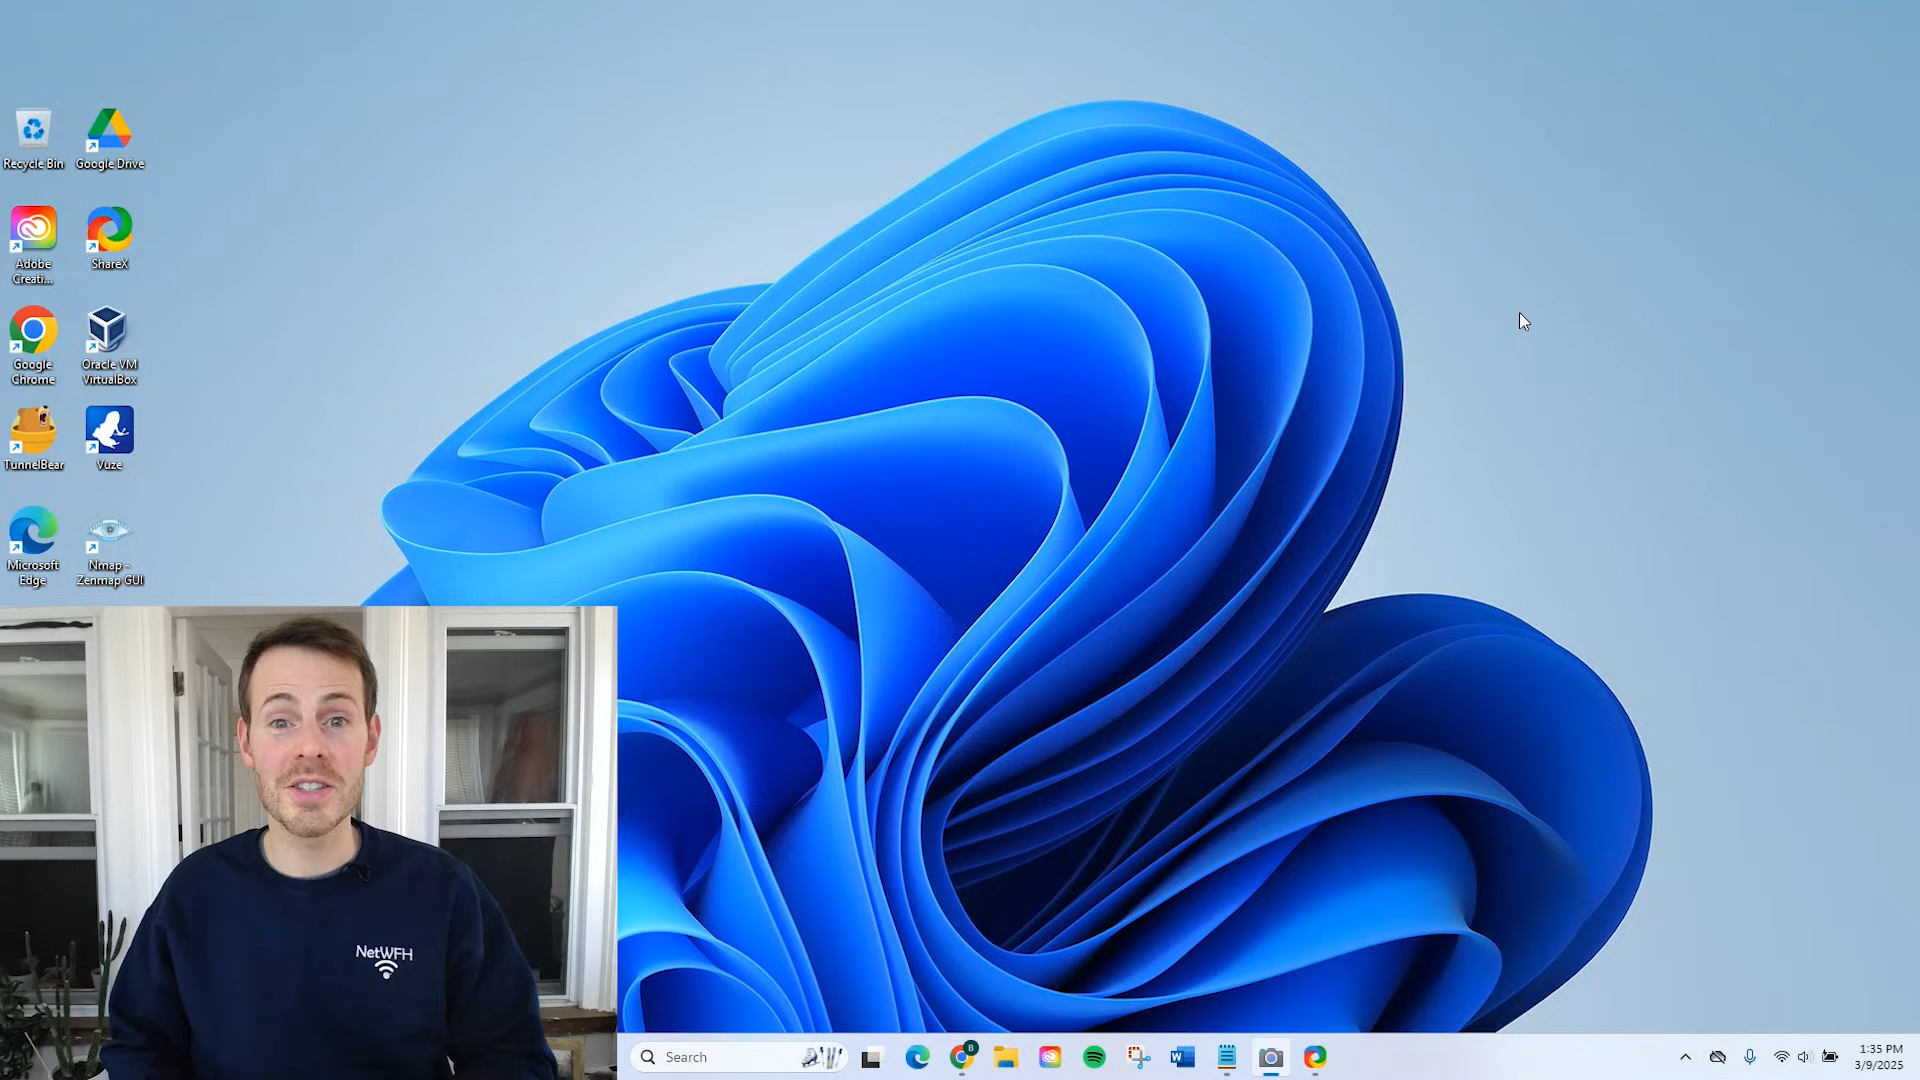 Recycle Bin
Google Drive
Adobe
Creati...
ShareX
Google
Chrome
Oracle VM
VirtualBox
TunnelBear
Vuze
Microsoft
Edge
Nmap -
Zenmap GUI
NetWFH
Search
B
1:35 PM
3/9/2025